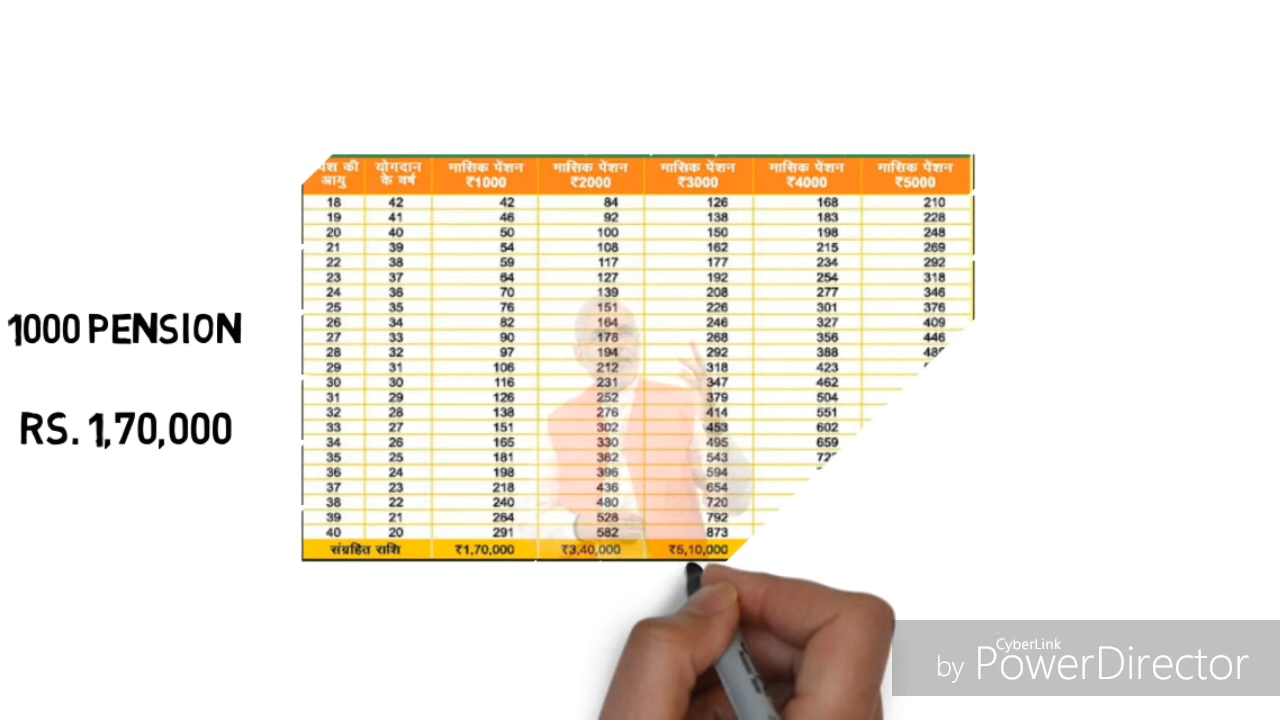 1000 PENSION
RS. 1,70,000
की योगदान मासिक पेंशन मासिक पेंशन मासिक पेंशन मासिक पेंशन मासिक पेंशन
आयु के वर्ष ₹1000 ₹2000 ₹3000 ₹4000 ₹5000
18 42 42 84 126 168 210
19 41 46 92 138 183 228
20 40 50 100 150 198 248
21 39 54 108 162 215 269
22 38 59 117 177 234 292
23 37 64 127 192 254 318
24 36 70 139 208 277 346
25 35 76 151 226 301 376
26 34 82 164 246 327 409
27 33 90 178 268 356 446
28 32 97 194 292 388
29 31 106 212 318 423
30 30 116 231 347 462
31 29 126 252 379 504
32 28 138 276 414 551
33 27 151 302 453 602
34 26 165 330 495 659
35 25 181 362 543
36 24 198 396 594
37 23 218 436 654
38 22 240 480 720
39 21 264 528 792
40 20 291 582 873
संग्रहित राशि ₹1,70,000 ₹3,40,000 ₹5,10,000
CyberLink
by PowerDirector